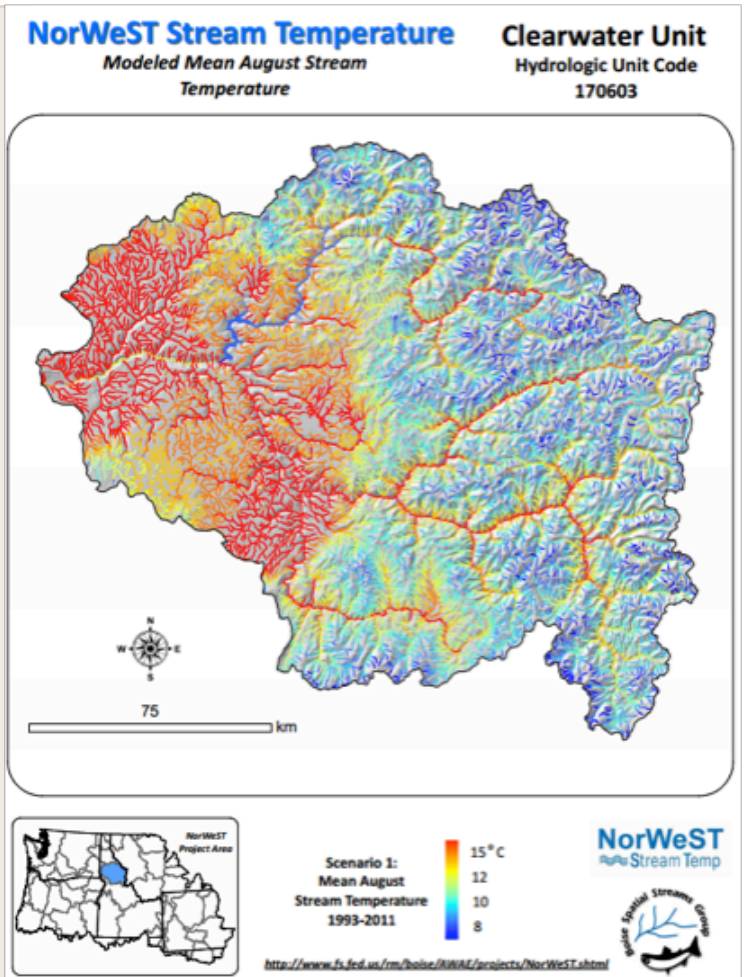 NorWeST Stream Temperature
Modeled Mean August Stream
Temperature
Clearwater Unit
Hydrologic Unit Code
170603
N
W
E
S
75
km
NorWeST
Project Area
Scenario 1:
Mean August
Stream Temperature
1993-2011
15°C
12
10
8
NorWeST
Stream Temp
Boise Spatial Streams Group
http://www.fs.fed.us/rm/boise/AWAE/projects/NorWeST.shtml